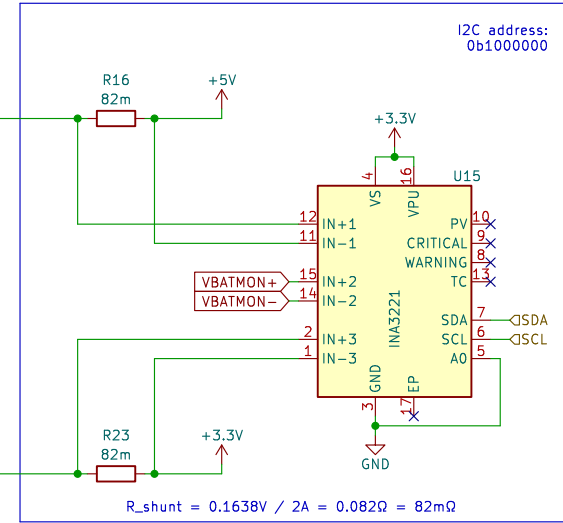 I2C address:
0b1000000
R16
82m
+5V
+3.3V
U15
4
16
VS
VPU
12
IN+1
11
IN-1
VBATMON+
15
IN+2
VBATMON-
14
IN-2
2
IN+3
1
IN-3
INA3221
PV
10
CRITICAL
9
WARNING
8
TC
13
SDA
7
SDA
SCL
6
SCL
A0
5
GND
EP
3
17
GND
R23
82m
+3.3V
R_shunt = 0.1638V / 2A = 0.082Ω = 82mΩ